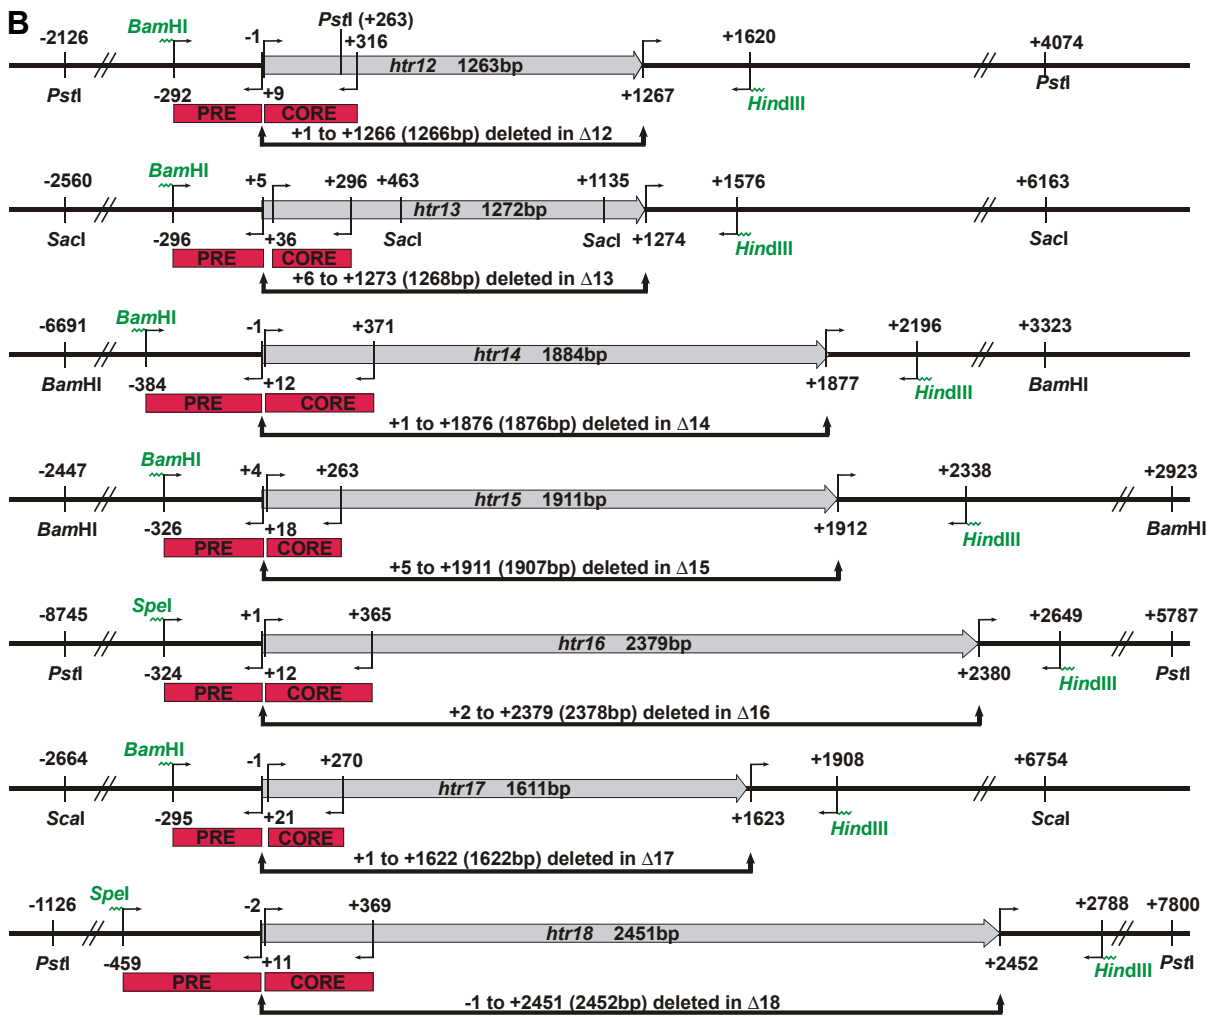 B
BamHI
PstI (+263)
-2126
-1
+316
+1620
+4074
htr12 1263bp
PstI
-292
+9
+1267
HindIII
PstI
PRE
CORE
+1 to +1266 (1266bp) deleted in Δ12
BamHI
-2560
+5
+296
+463
+1135
+1576
+6163
htr13 1272bp
SacI
-296
+36
SacI
SacI
+1274
HindIII
SacI
PRE
CORE
+6 to +1273 (1268bp) deleted in Δ13
BamHI
-6691
-1
+371
+2196
+3323
htr14 1884bp
BamHI
-384
+12
+1877
HindIII
BamHI
PRE
CORE
+1 to +1876 (1876bp) deleted in Δ14
BamHI
-2447
+4
+263
+2338
+2923
htr15 1911bp
BamHI
-326
+18
+1912
HindIII
BamHI
PRE
CORE
+5 to +1911 (1907bp) deleted in Δ15
SpeI
-8745
+1
+365
+2649
+5787
htr16 2379bp
PstI
-324
+12
+2380
HindIII
PstI
PRE
CORE
+2 to +2379 (2378bp) deleted in Δ16
BamHI
-2664
-1
+270
+1908
+6754
htr17 1611bp
ScaI
-295
+21
+1623
HindIII
ScaI
PRE
CORE
+1 to +1622 (1622bp) deleted in Δ17
SpeI
-1126
-2
+369
+2788
+7800
htr18 2451bp
PstI
-459
+11
+2452
HindIII
PstI
PRE
CORE
-1 to +2451 (2452bp) deleted in Δ18